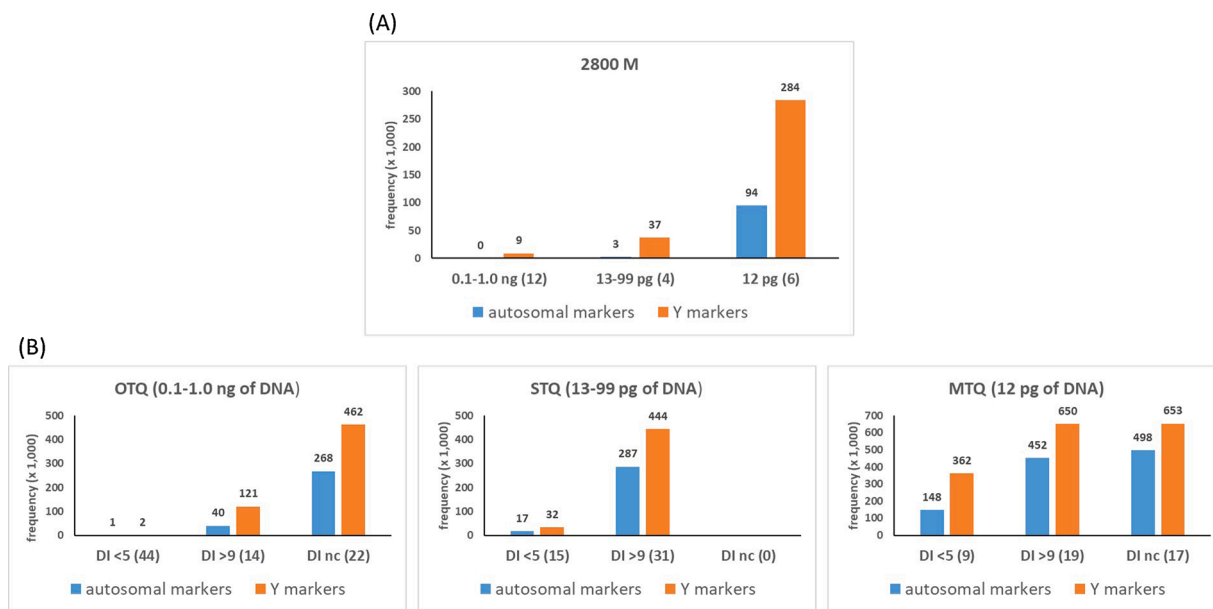 (A)
2800 M
frequency (x 1,000)
300
250
200
150
100
50
0
0 9
3 37
94 284
0.1-1.0 ng (12) 13-99 pg (4) 12 pg (6)
autosomal markers Y markers
(B)
OTQ (0.1-1.0 ng of DNA)
frequency (x 1,000)
500
400
300
200
100
0
1 2
40 121
268 462
DI <5 (44) DI >9 (14) DI nc (22)
autosomal markers Y markers
STQ (13-99 pg of DNA)
frequency (x 1,000)
500
400
300
200
100
0
17 32
287 444
DI <5 (15) DI >9 (31) DI nc (0)
autosomal markers Y markers
MTQ (12 pg of DNA)
frequency (x 1,000)
700
600
500
400
300
200
100
0
148 362
452 650
498 653
DI <5 (9) DI >9 (19) DI nc (17)
autosomal markers Y markers